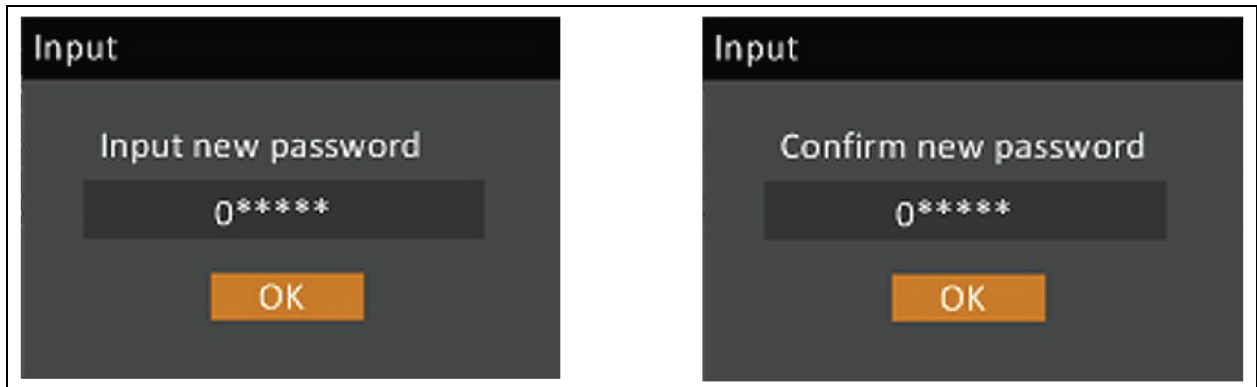 Input
Input new password
0*****
OK
Input
Confirm new password
0*****
OK